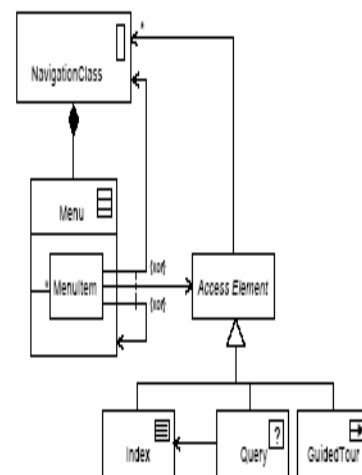 *
NavigationClass
Menu
{xor}
* MenuItem
Access Element
{xor}
?
Index
Query
GuidedTour